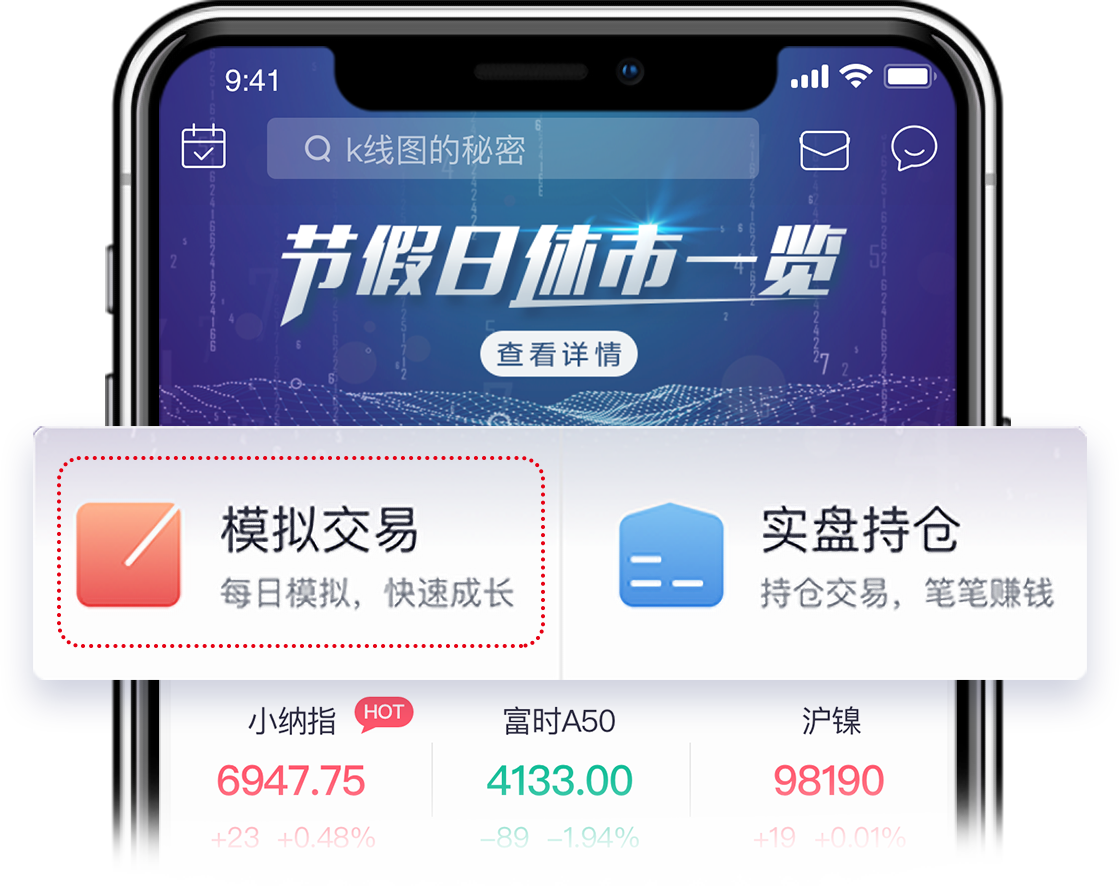 9:41
k线图的秘密
节假日休市一览
查看详情
模拟交易
每日模拟，快速成长
实盘持仓
持仓交易，笔笔赚钱
小纳指 HOT 富时A50 沪镍
6947.75 4133.00 98190
+23 +0.48% −89 −1.94% +19 +0.01%